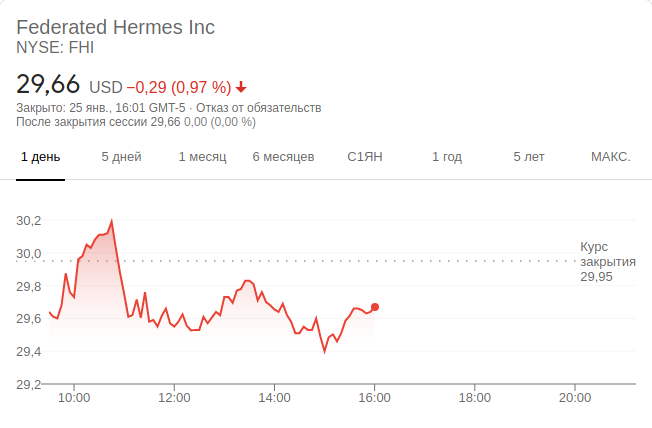 Federated Hermes Inc
NYSE: FHI
29,66 USD −0,29 (0,97 %)
Закрыто: 25 янв., 16:01 GMT-5 · Отказ от обязательств
После закрытия сессии 29,66 0,00 (0,00 %)
1 день 5 дней 1 месяц 6 месяцев С1ЯН 1 год 5 лет МАКС.
30,2
30,0
29,8
29,6
29,4
29,2
Курс
закрытия
29,95
10:00 12:00 14:00 16:00 18:00 20:00